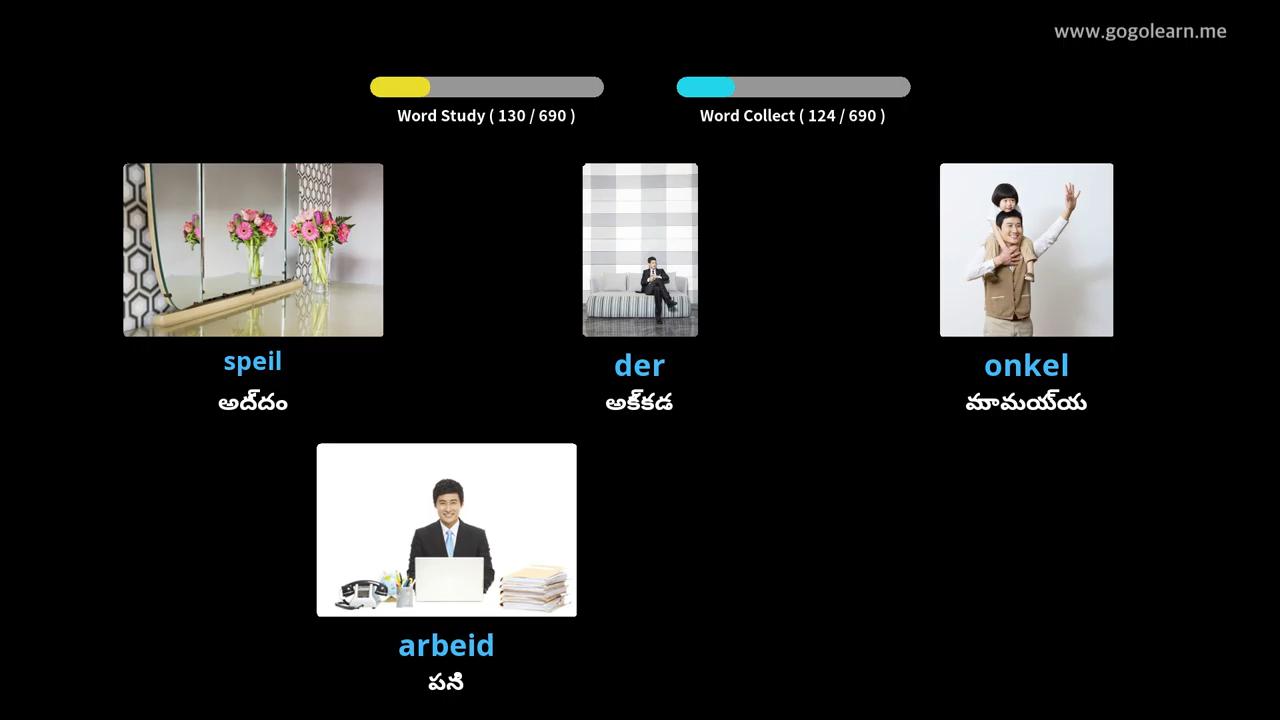 www.gogolearn.me
Word Study ( 130 / 690 )
Word Collect ( 124 / 690 )
speil
అద్దం
der
అక్కడ
onkel
మామయ్య
arbeid
పని